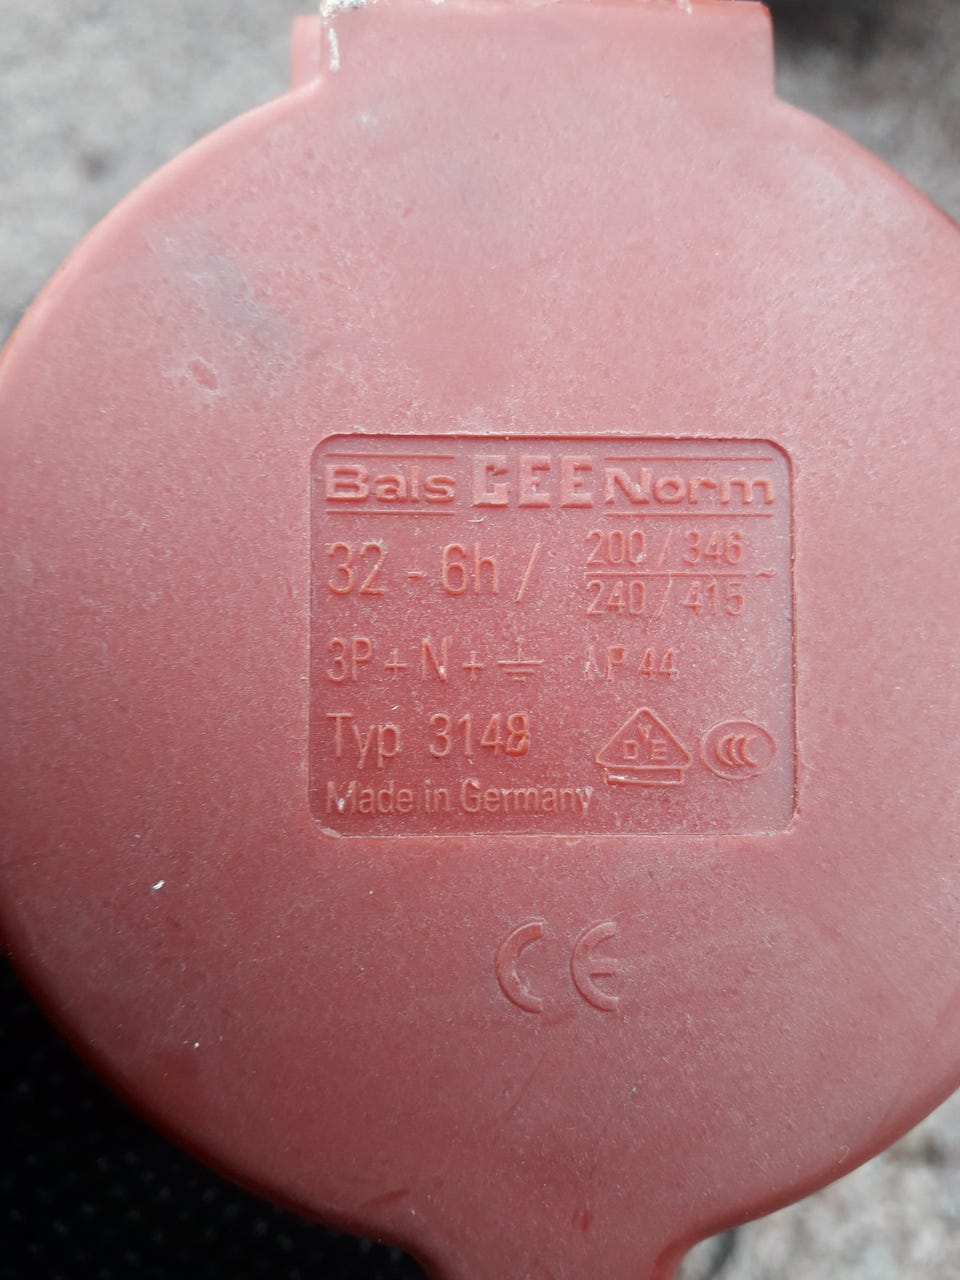 Bals CEE Norm
32 - 6h / 200 / 346
240 / 415 ~
3P + N + ⏚ IP 44
Typ 3148
VDE
CCC
Made in Germany
CE